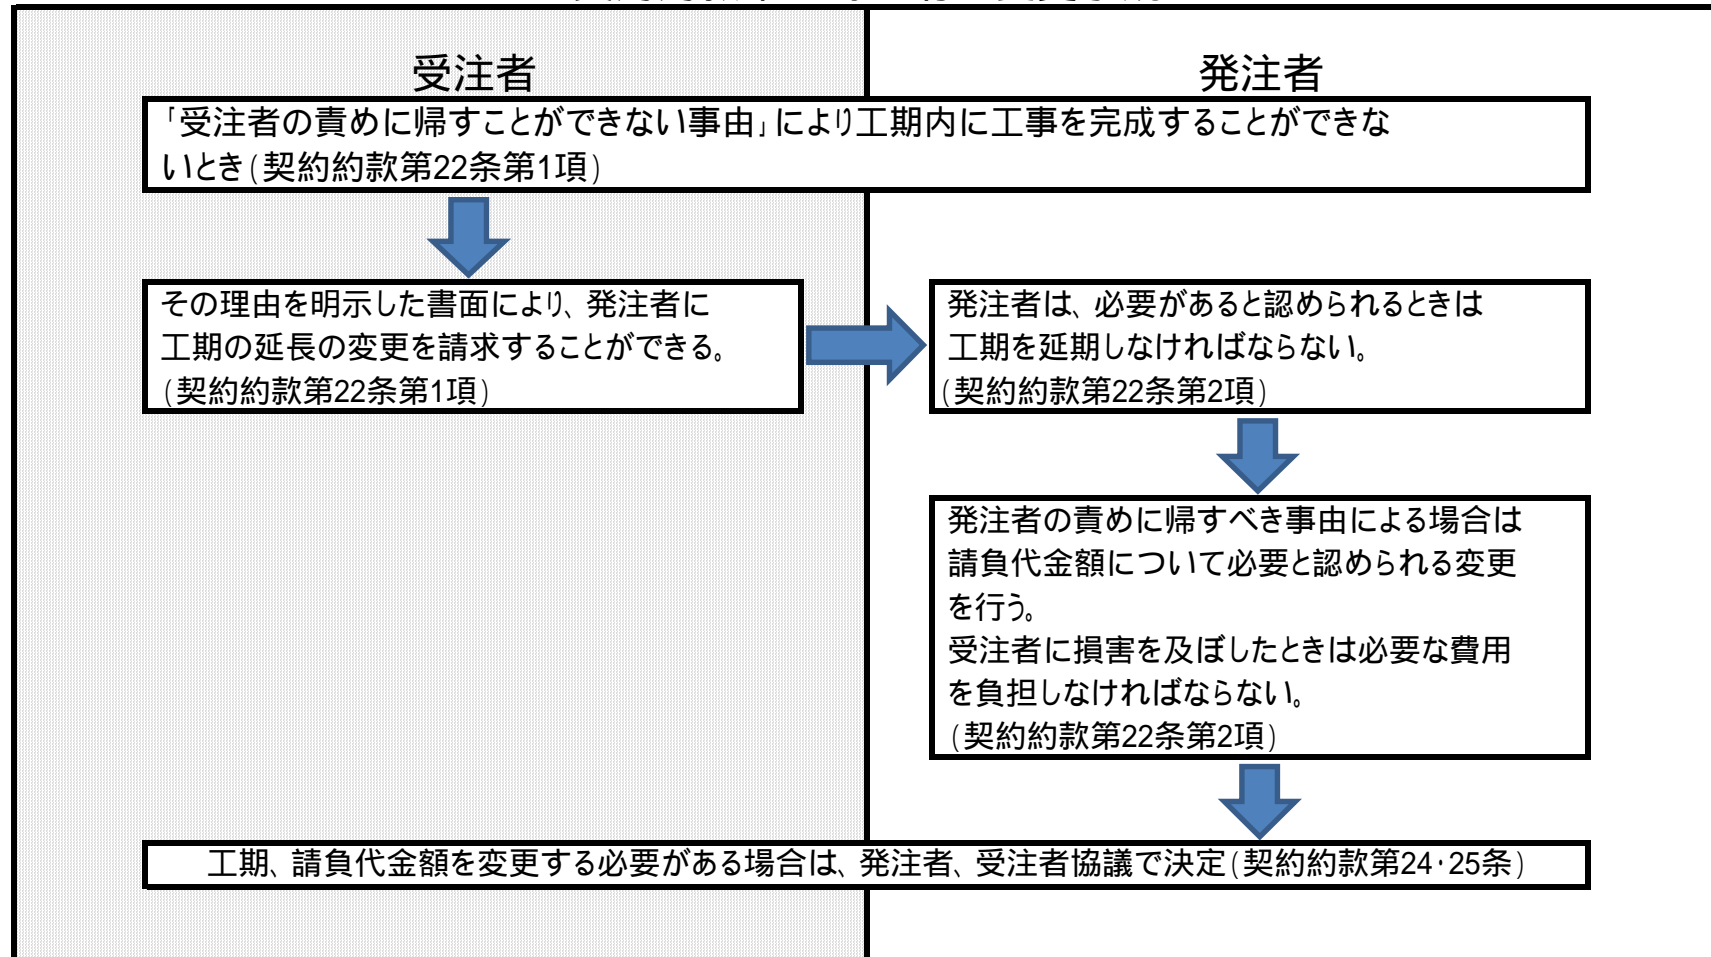 受注者
発注者
「受注者の責めに帰すことができない事由」により工期内に工事を完成することができな
いとき(契約約款第22条第1項)
その理由を明示した書面により、発注者に
工期の延長の変更を請求することができる。
(契約約款第22条第1項)
発注者は、必要があると認められるときは
工期を延期しなければならない。
(契約約款第22条第2項)
発注者の責めに帰すべき事由による場合は
請負代金額について必要と認められる変更
を行う。
受注者に損害を及ぼしたときは必要な費用
を負担しなければならない。
(契約約款第22条第2項)
工期、請負代金額を変更する必要がある場合は、発注者、受注者協議で決定(契約約款第24・25条)